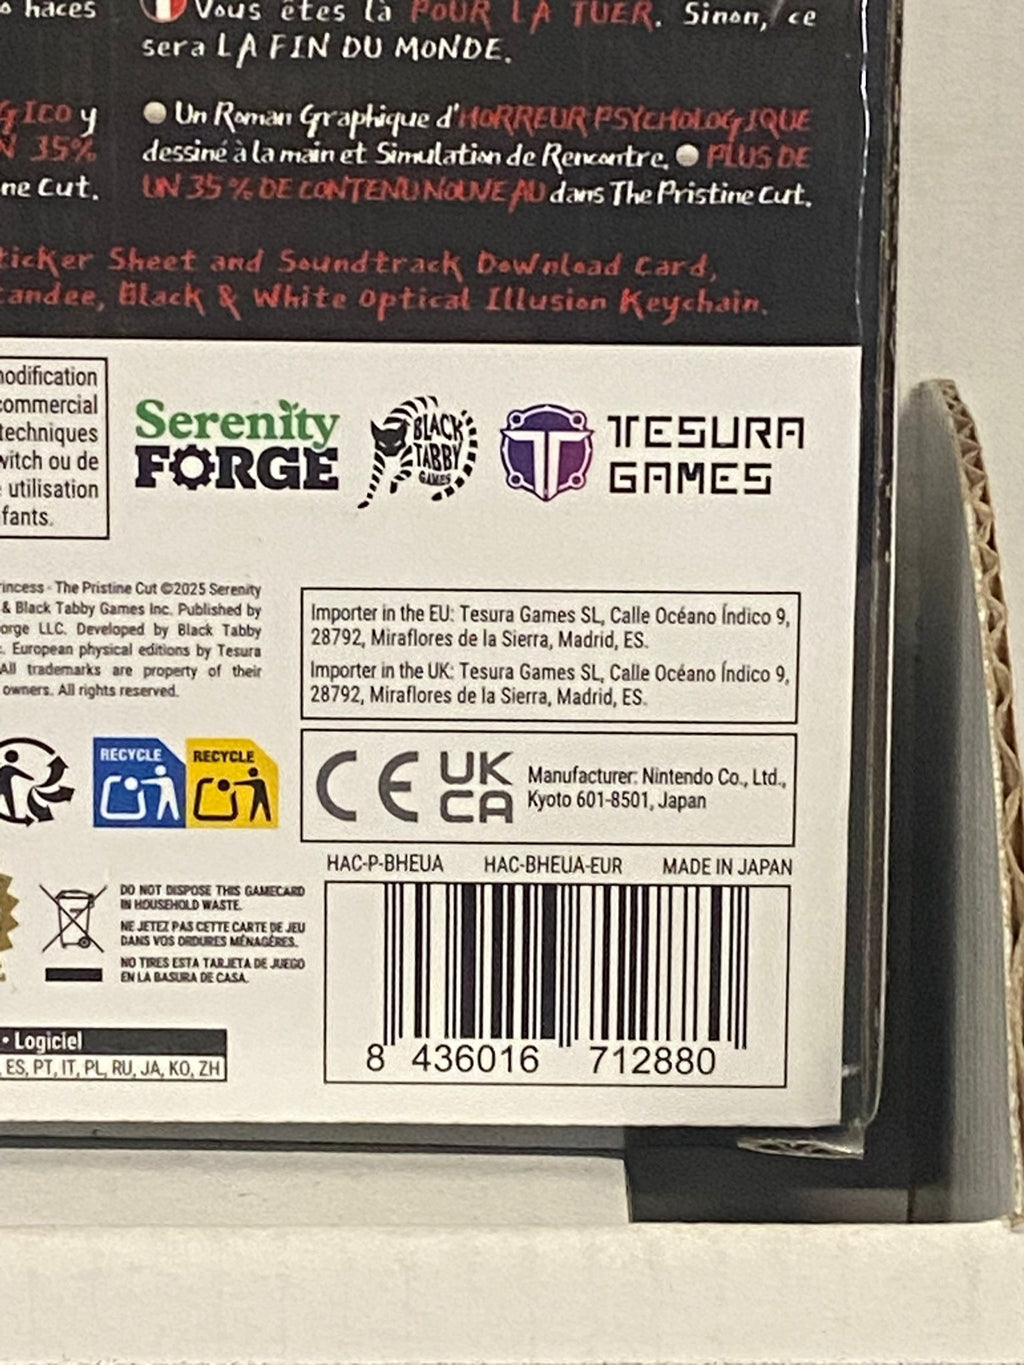 haces
Vous êtes là POUR LA TUER. Sinon, ce
sera LA FIN DU MONDE.
y
35%
Cut.
Un Roman Graphique d'HORREUR PSYCHOLOGIQUE
dessiné à la main et Simulation de Rencontre. PLUS DE
UN 35 % DE CONTENU NOUVEAU dans The Pristine Cut.
Sheet and Soundtrack Download Card,
Black & White Optical Illusion Keychain.
modification
commercial
techniques
ou de
utilisation
Serenity
FORGE
BLACK
TABBY
GAMES
TESURA
GAMES
- The Pristine Cut ©2025 Serenity
& Black Tabby Games Inc. Published by
LLC. Developed by Black Tabby
European physical editions by Tesura
All trademarks are property of their
owners. All rights reserved.
Importer in the EU: Tesura Games SL, Calle Océano Índico 9,
28792, Miraflores de la Sierra, Madrid, ES.
Importer in the UK: Tesura Games SL, Calle Océano Índico 9,
28792, Miraflores de la Sierra, Madrid, ES.
RECYCLE
RECYCLE
CE
UK
CA
Manufacturer: Nintendo Co., Ltd.,
Kyoto 601-8501, Japan
HAC-P-BHEUA HAC-BHEUA-EUR MADE IN JAPAN
DO NOT DISPOSE THIS GAMECARD
IN HOUSEHOLD WASTE.
NE JETEZ PAS CETTE CARTE DE JEU
DANS VOS ORDURES MÉNAGÈRES.
NO TIRES ESTA TARJETA DE JUEGO
EN LA BASURA DE CASA.
• Logiciel
ES, PT, IT, PL, RU, JA, KO, ZH
8 436016 712880